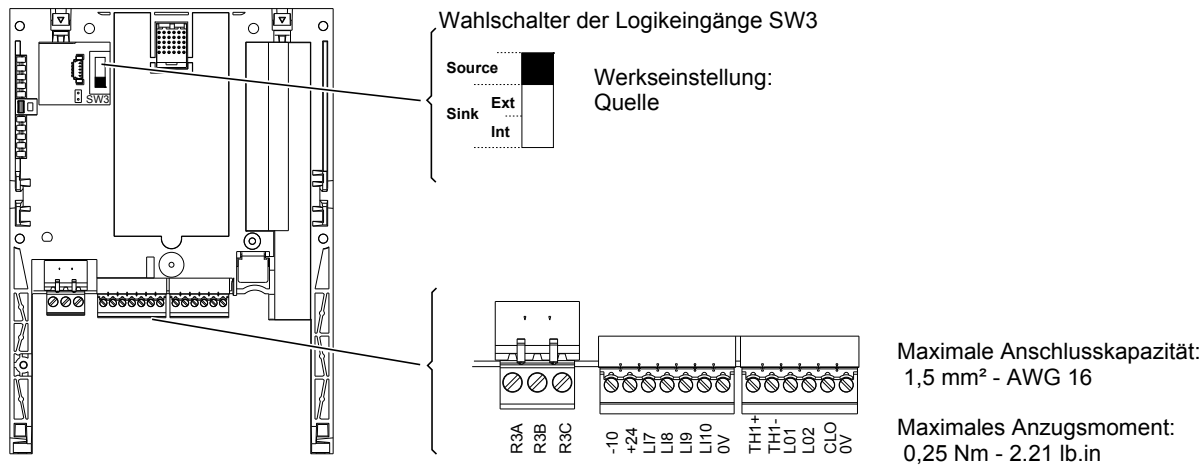 Wahlschalter der Logikeingänge SW3
Source
Sink
Ext
Int
Werkseinstellung:
Quelle
SW3
R3A
R3B
R3C
-10
+24
LI7
LI8
LI9
LI10
0V
TH1+
TH1-
L01
L02
CLO
0V
Maximale Anschlusskapazität:
1,5 mm² - AWG 16
Maximales Anzugsmoment:
0,25 Nm - 2.21 lb.in